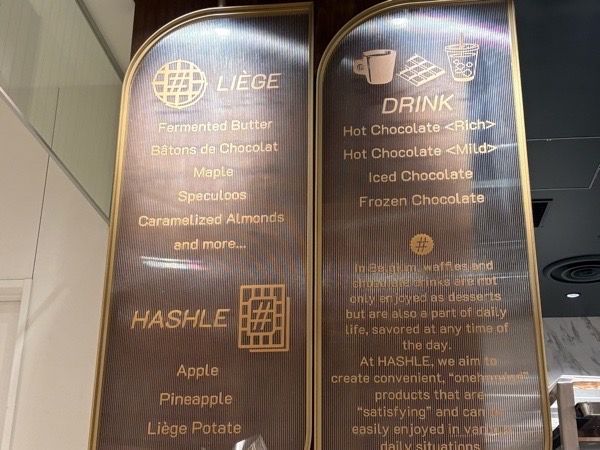 # LIÈGE
Fermented Butter
Bâtons de Chocolat
Maple
Speculoos
Caramelized Almonds
and more...
HASHLE #
Apple
Pineapple
Liège Potate
DRINK
Hot Chocolate <Rich>
Hot Chocolate <Mild>
Iced Chocolate
Frozen Chocolate
#
In Belgium, waffles and
chocolate drinks are not
only enjoyed as desserts
but are also a part of daily
life, savored at any time of
the day.
At HASHLE, we aim to
create convenient, "onehanded"
products that are
"satisfying" and can be
easily enjoyed in various
daily situations